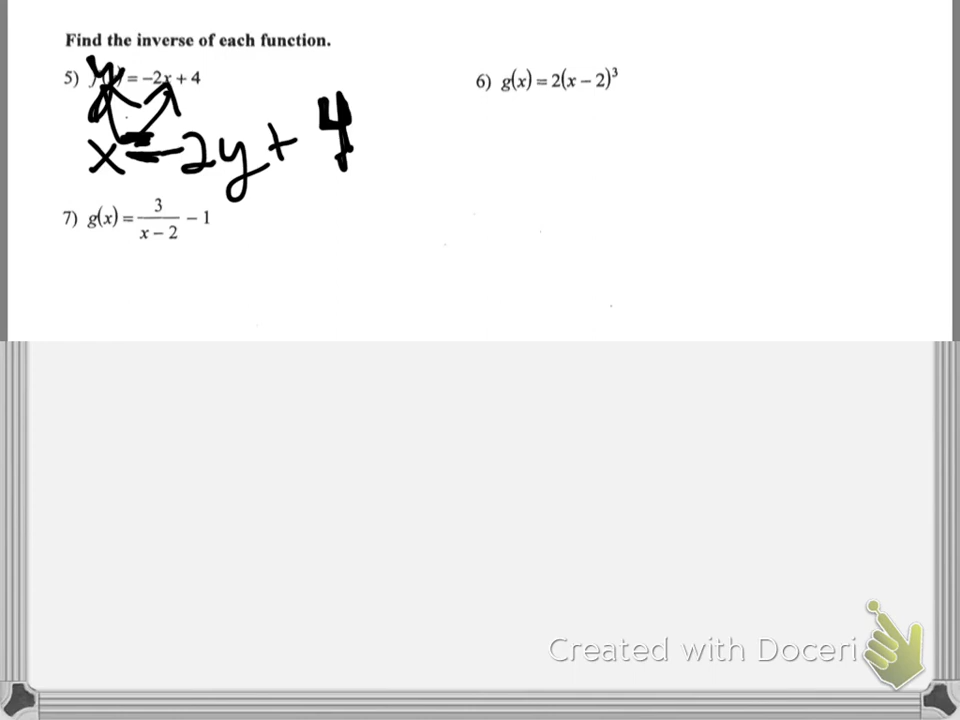 Find the inverse of each function.
5) y = −2x + 4
x = −2y + 4
6) g(x) = 2(x − 2)³
7) g(x) = 3/(x − 2) − 1
Created with Doceri